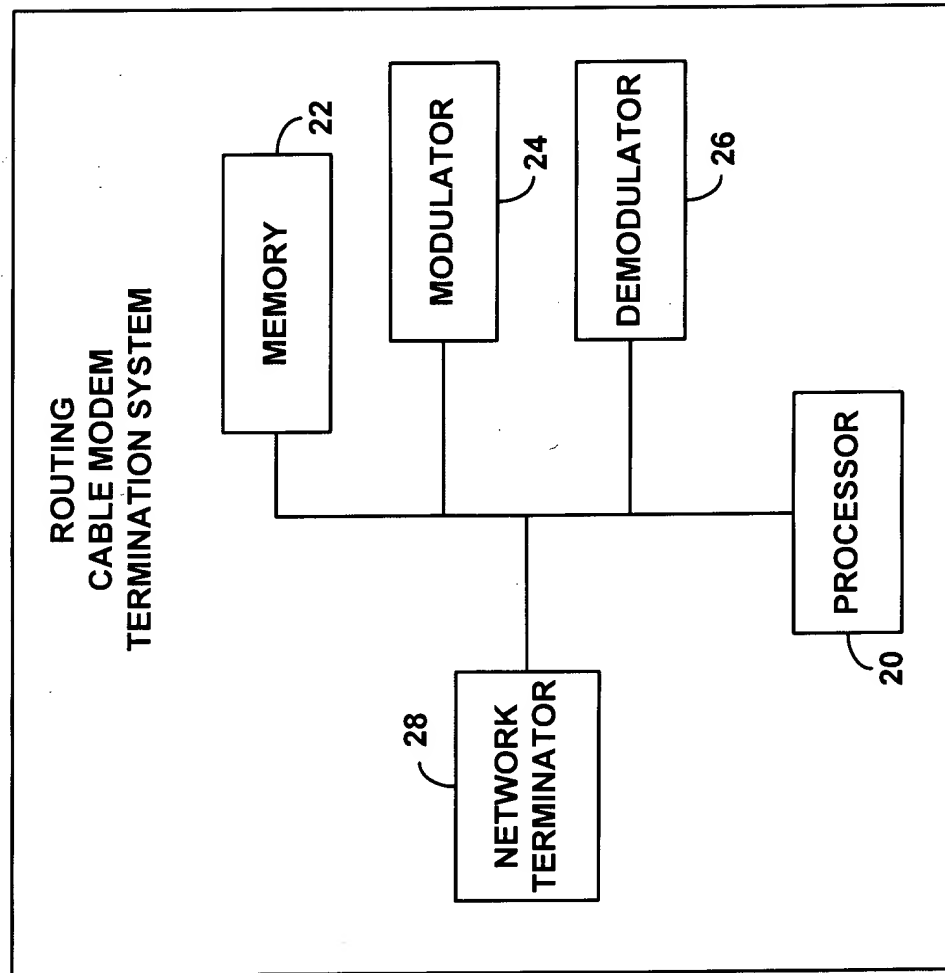 ROUTING
CABLE MODEM
TERMINATION SYSTEM
MEMORY
22
MODULATOR
24
DEMODULATOR
26
28
NETWORK
TERMINATOR
PROCESSOR
20